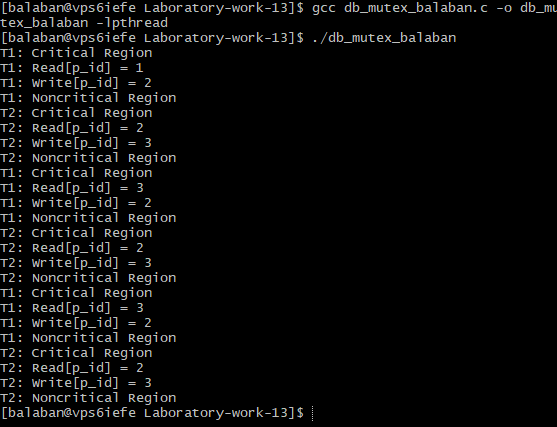 [balaban@vps6iefe Laboratory-work-13]$ gcc db_mutex_balaban.c -o db_mu
tex_balaban -lpthread
[balaban@vps6iefe Laboratory-work-13]$ ./db_mutex_balaban
T1: Critical Region
T1: Read[p_id] = 1
T1: Write[p_id] = 2
T1: Noncritical Region
T2: Critical Region
T2: Read[p_id] = 2
T2: Write[p_id] = 3
T2: Noncritical Region
T1: Critical Region
T1: Read[p_id] = 3
T1: Write[p_id] = 2
T1: Noncritical Region
T2: Critical Region
T2: Read[p_id] = 2
T2: Write[p_id] = 3
T2: Noncritical Region
T1: Critical Region
T1: Read[p_id] = 3
T1: Write[p_id] = 2
T1: Noncritical Region
T2: Critical Region
T2: Read[p_id] = 2
T2: Write[p_id] = 3
T2: Noncritical Region
[balaban@vps6iefe Laboratory-work-13]$